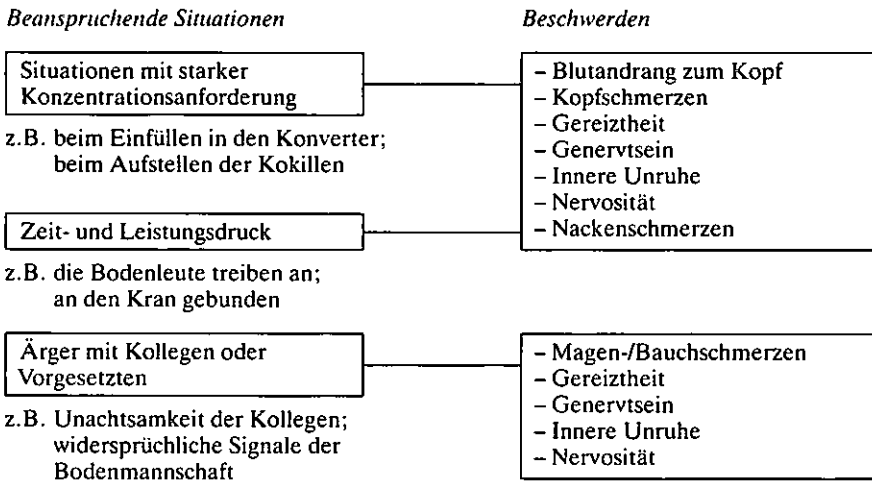 Beanspruchende Situationen
Situationen mit starker
Konzentrationsanforderung
z.B. beim Einfüllen in den Konverter;
beim Aufstellen der Kokillen
Zeit- und Leistungsdruck
z.B. die Bodenleute treiben an;
an den Kran gebunden
Ärger mit Kollegen oder
Vorgesetzten
z.B. Unachtsamkeit der Kollegen;
widersprüchliche Signale der
Bodenmannschaft
Beschwerden
– Blutandrang zum Kopf
– Kopfschmerzen
– Gereiztheit
– Genervtsein
– Innere Unruhe
– Nervosität
– Nackenschmerzen
– Magen-/Bauchschmerzen
– Gereiztheit
– Genervtsein
– Innere Unruhe
– Nervosität